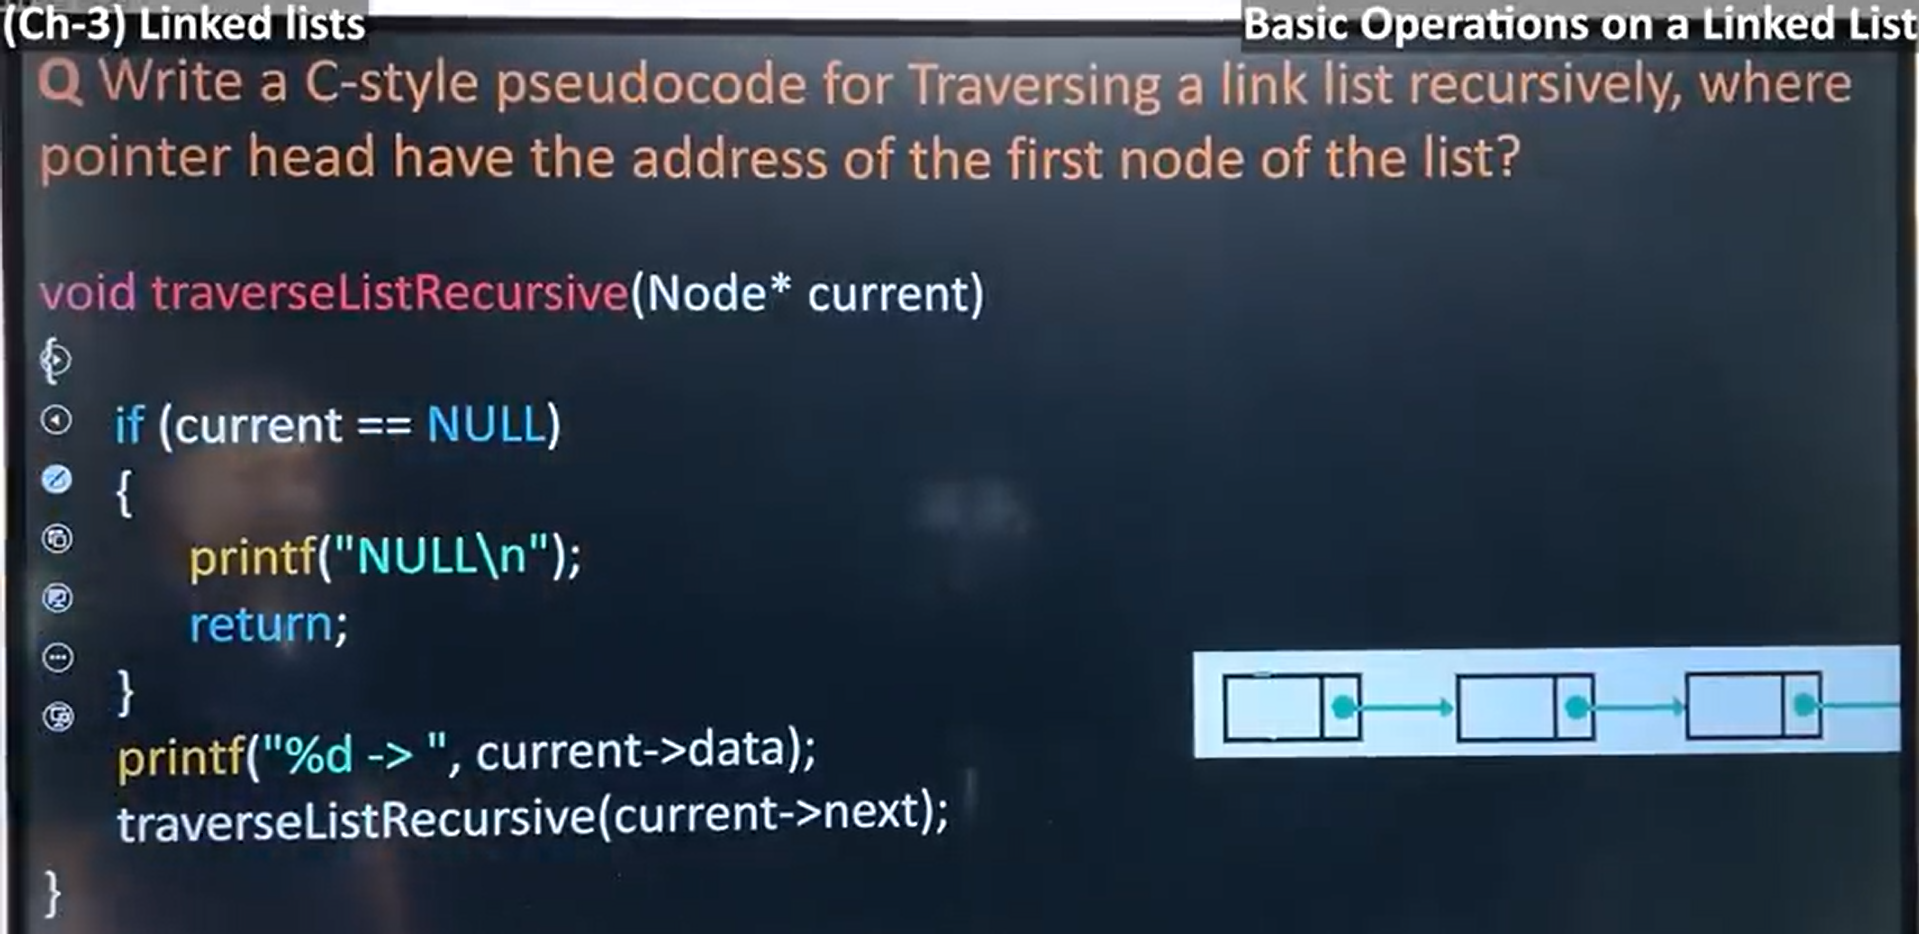 (Ch-3) Linked lists
Basic Operations on a Linked List
Q Write a C-style pseudocode for Traversing a link list recursively, where
pointer head have the address of the first node of the list?
void traverseListRecursive(Node* current)
{
if (current == NULL)
{
printf("NULL\n");
return;
}
printf("%d -> ", current->data);
traverseListRecursive(current->next);
}